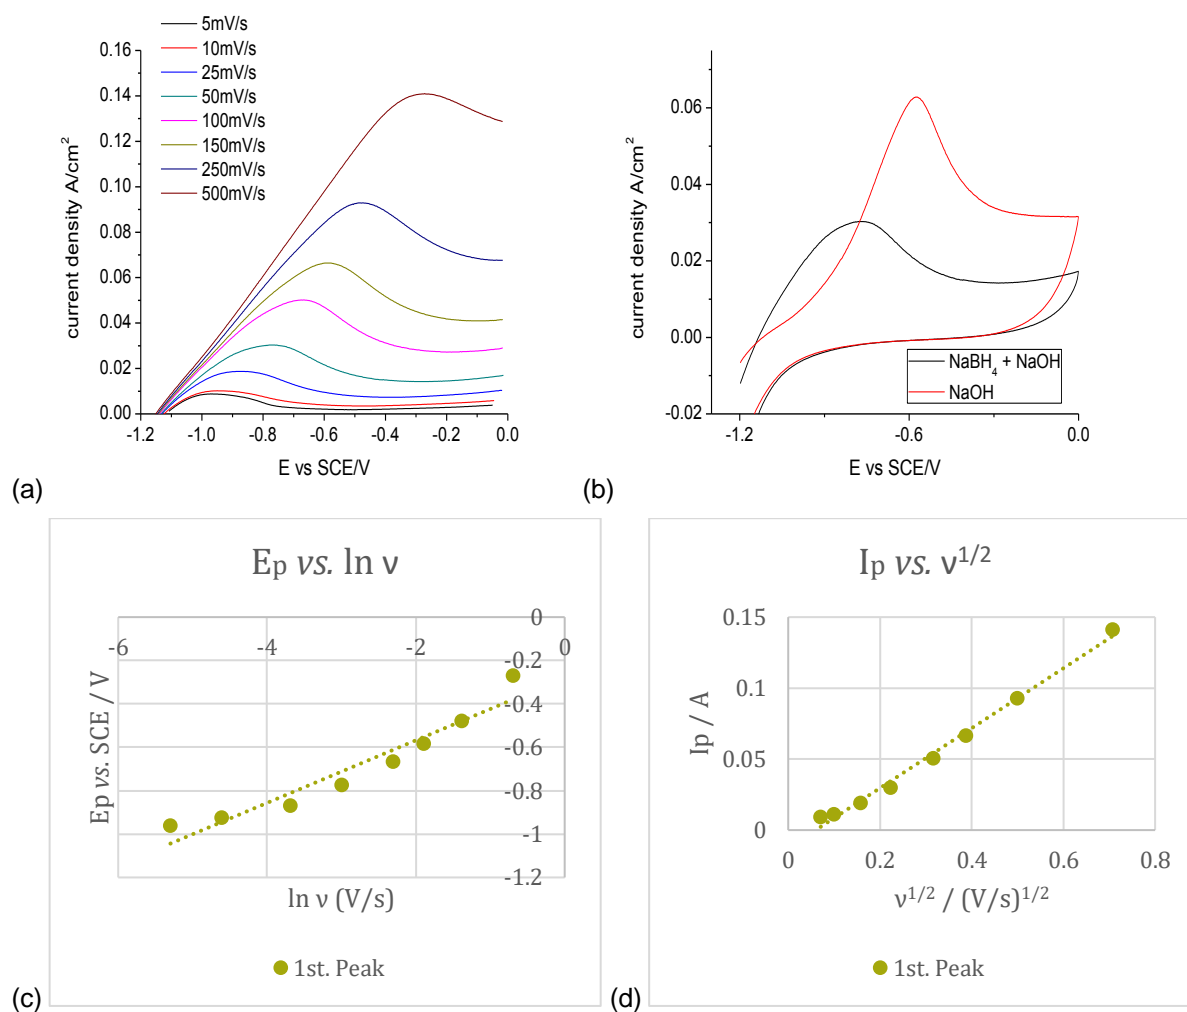 5mV/s
10mV/s
25mV/s
50mV/s
100mV/s
150mV/s
250mV/s
500mV/s
0.16
0.14
0.12
0.10
0.08
0.06
0.04
0.02
0.00
current density A/cm²
-1.2 -1.0 -0.8 -0.6 -0.4 -0.2 0.0
E vs SCE/V
(a)
0.06
0.04
0.02
0.00
-0.02
current density A/cm²
NaBH₄ + NaOH
NaOH
-1.2 -0.6 0.0
E vs SCE/V
(b)
Ep vs. ln ν
-6 -4 -2 0
0
-0.2
-0.4
-0.6
-0.8
-1
-1.2
Ep vs. SCE / V
ln ν (V/s)
1st. Peak
(c)
Ip vs. ν^1/2
0.15
0.1
0.05
0
Ip / A
0 0.2 0.4 0.6 0.8
ν^1/2 / (V/s)^1/2
1st. Peak
(d)